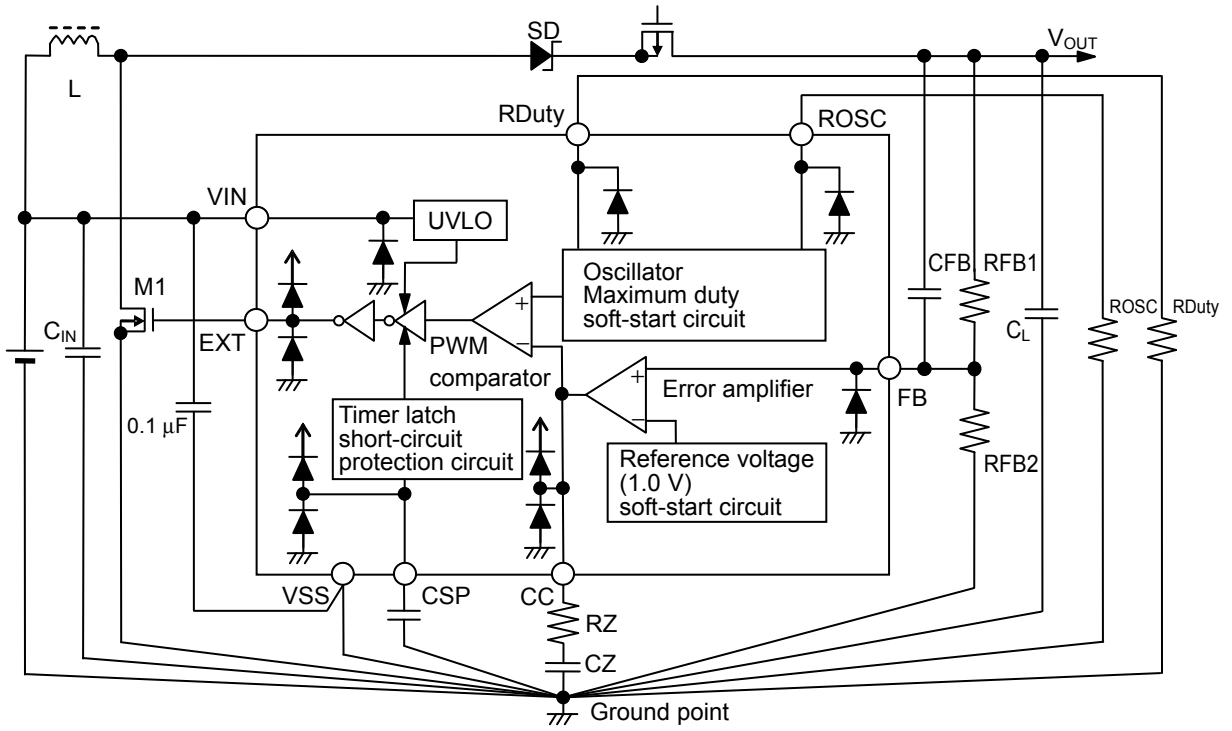 SD
VOUT
L
RDuty
ROSC
VIN
UVLO
CFB
RFB1
M1
Oscillator
Maximum duty
soft-start circuit
ROSC
RDuty
CIN
EXT
PWM
comparator
CL
Error amplifier
FB
0.1 μF
Timer latch
short-circuit
protection circuit
Reference voltage
(1.0 V)
soft-start circuit
RFB2
VSS
CSP
CC
RZ
CZ
Ground point